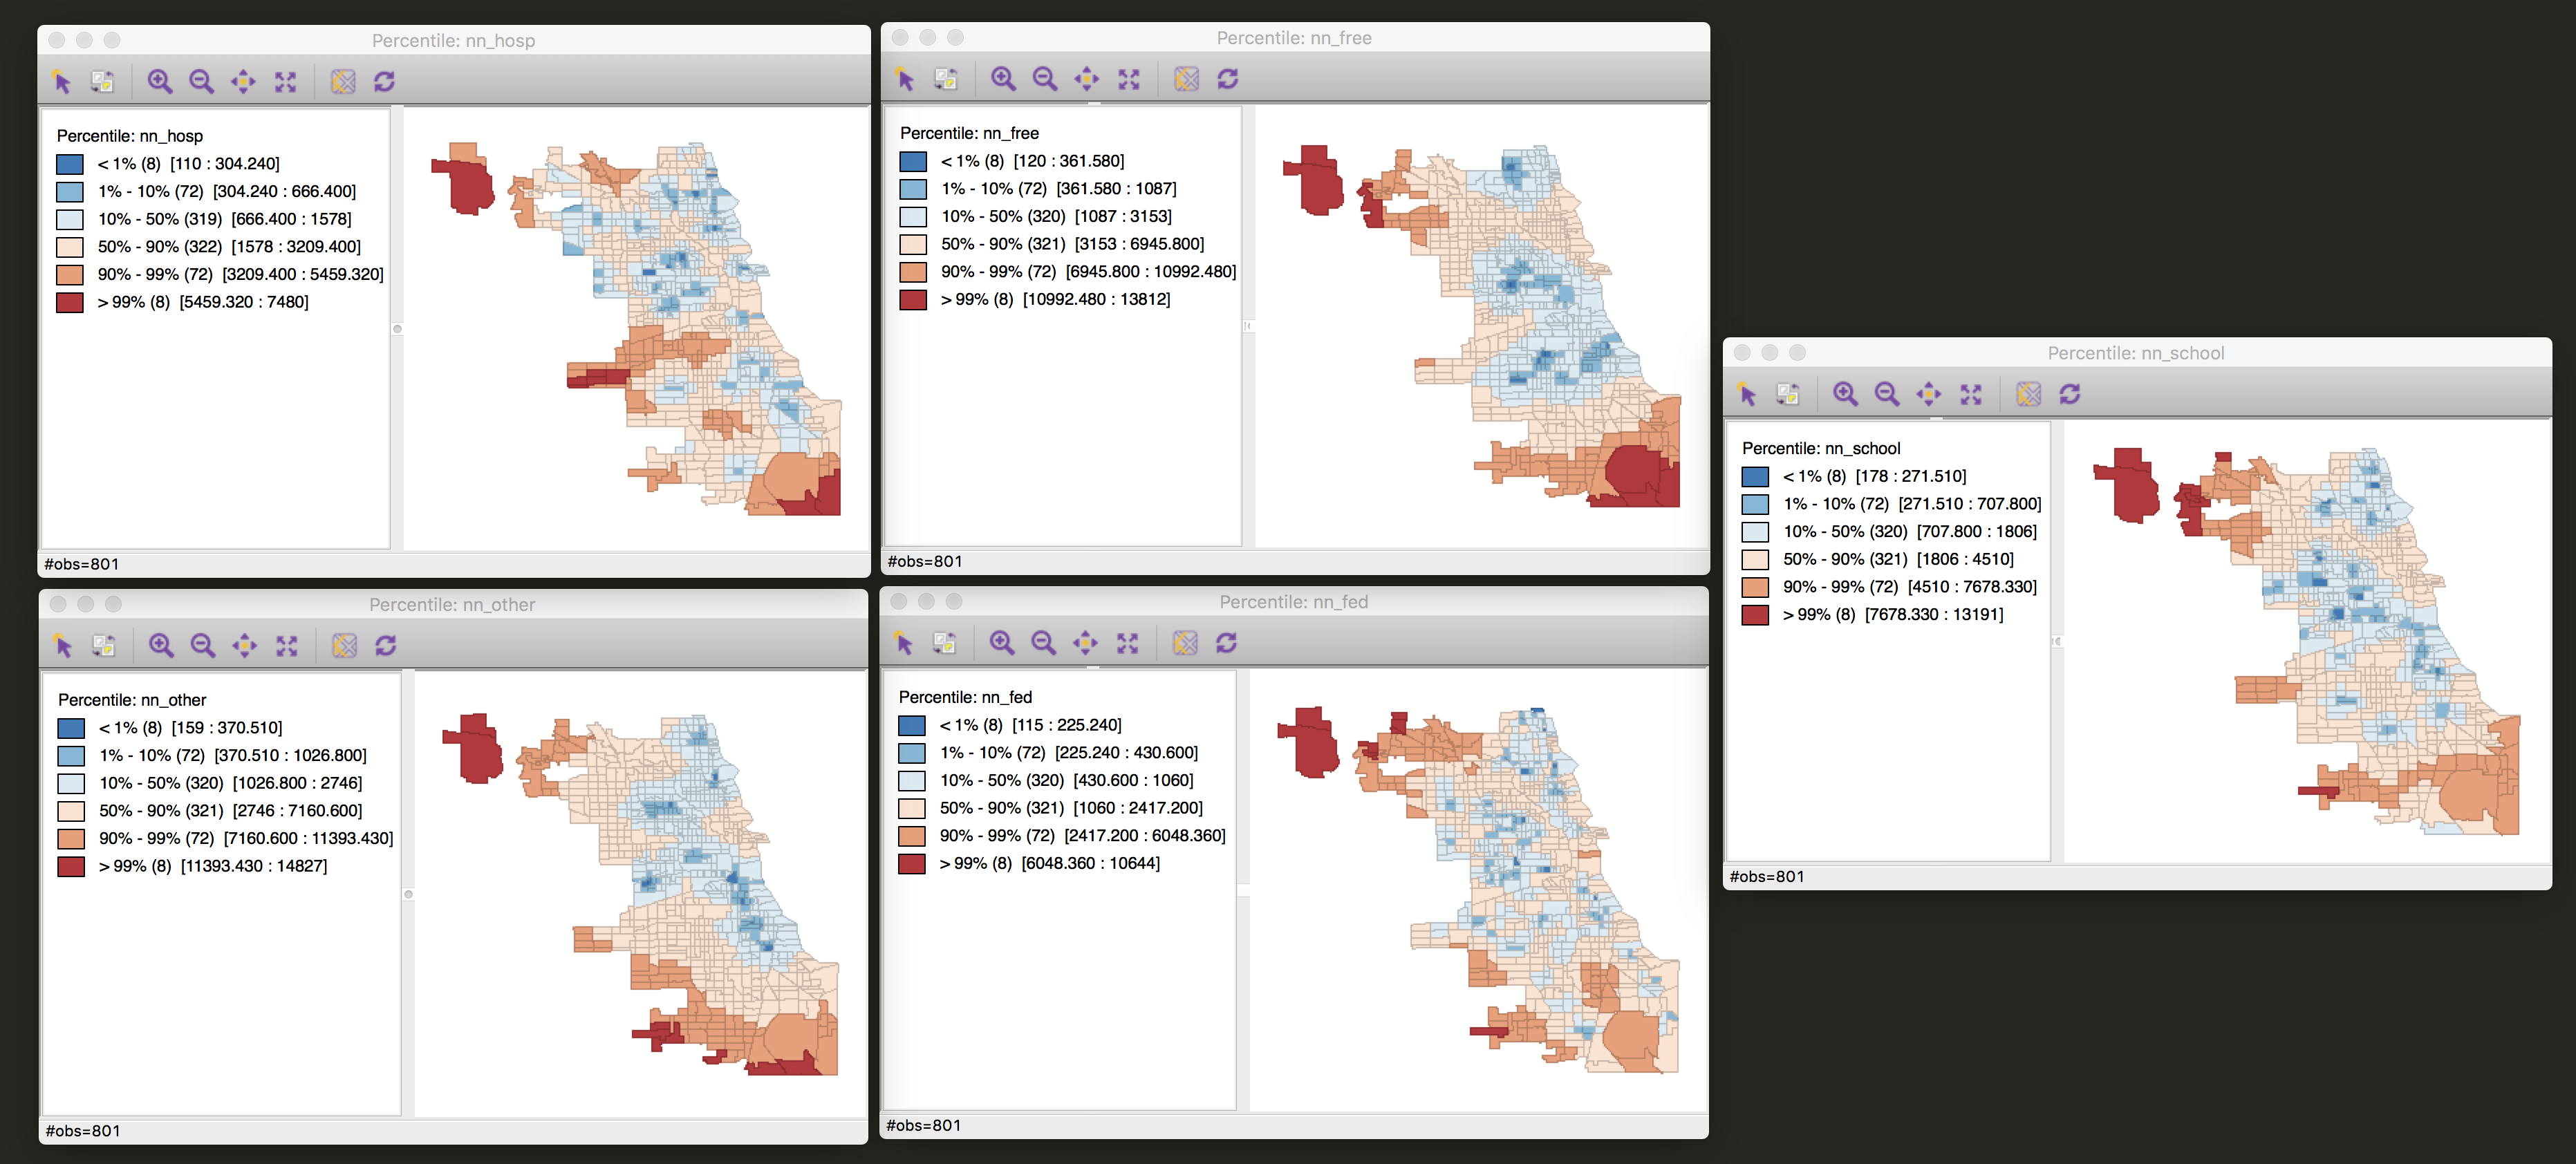 Percentile: nn_hosp
Percentile: nn_hosp
< 1% (8) [110 : 304.240]
1% - 10% (72) [304.240 : 666.400]
10% - 50% (319) [666.400 : 1578]
50% - 90% (322) [1578 : 3209.400]
90% - 99% (72) [3209.400 : 5459.320]
> 99% (8) [5459.320 : 7480]
#obs=801
Percentile: nn_free
Percentile: nn_free
< 1% (8) [120 : 361.580]
1% - 10% (72) [361.580 : 1087]
10% - 50% (320) [1087 : 3153]
50% - 90% (321) [3153 : 6945.800]
90% - 99% (72) [6945.800 : 10992.480]
> 99% (8) [10992.480 : 13812]
#obs=801
Percentile: nn_school
Percentile: nn_school
< 1% (8) [178 : 271.510]
1% - 10% (72) [271.510 : 707.800]
10% - 50% (320) [707.800 : 1806]
50% - 90% (321) [1806 : 4510]
90% - 99% (72) [4510 : 7678.330]
> 99% (8) [7678.330 : 13191]
#obs=801
Percentile: nn_other
Percentile: nn_other
< 1% (8) [159 : 370.510]
1% - 10% (72) [370.510 : 1026.800]
10% - 50% (320) [1026.800 : 2746]
50% - 90% (321) [2746 : 7160.600]
90% - 99% (72) [7160.600 : 11393.430]
> 99% (8) [11393.430 : 14827]
#obs=801
Percentile: nn_fed
Percentile: nn_fed
< 1% (8) [115 : 225.240]
1% - 10% (72) [225.240 : 430.600]
10% - 50% (320) [430.600 : 1060]
50% - 90% (321) [1060 : 2417.200]
90% - 99% (72) [2417.200 : 6048.360]
> 99% (8) [6048.360 : 10644]
#obs=801